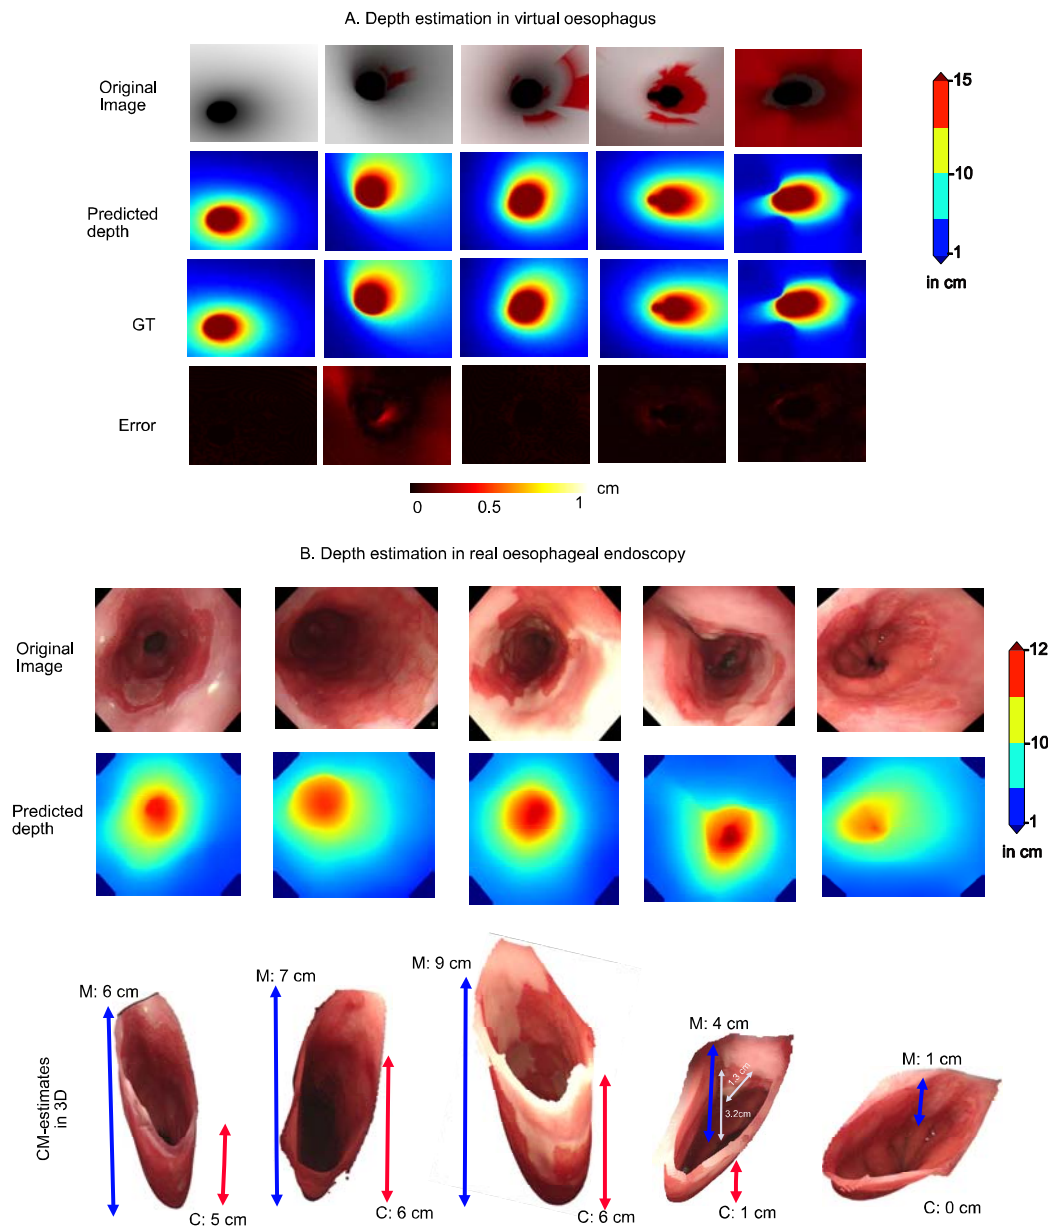 A. Depth estimation in virtual oesophagus
Original
Image
Predicted
depth
GT
Error
15
-10
-1
in cm
0
0.5
1
cm
B. Depth estimation in real oesophageal endoscopy
Original
Image
Predicted
depth
12
-10
-1
in cm
CM-estimates
in 3D
M: 6 cm
C: 5 cm
M: 7 cm
C: 6 cm
M: 9 cm
C: 6 cm
M: 4 cm
1.3 cm
3.2cm
C: 1 cm
M: 1 cm
C: 0 cm